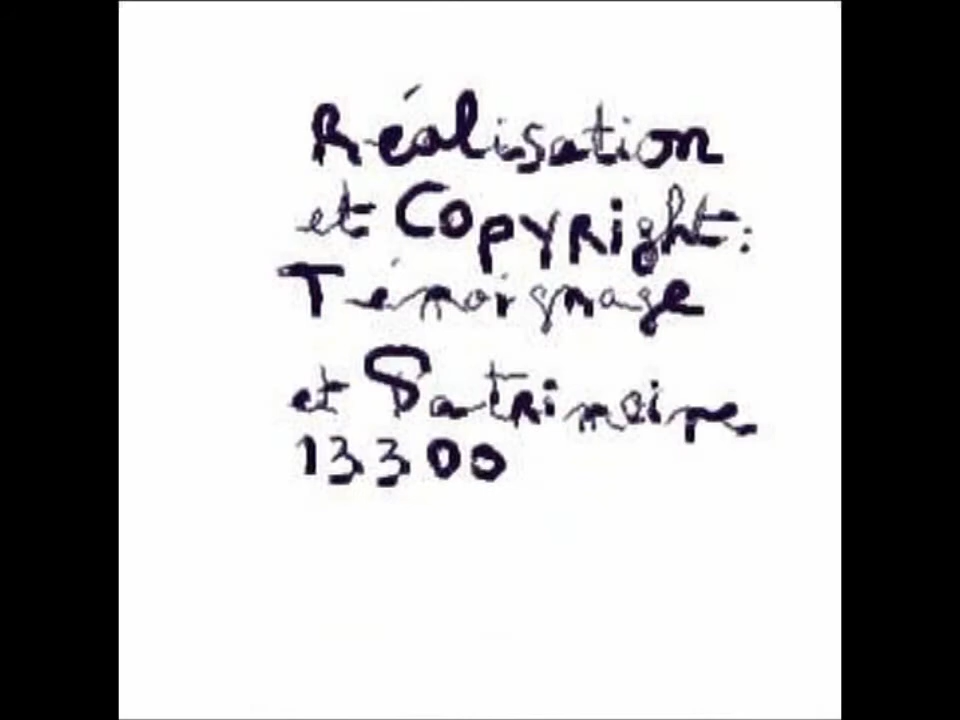 Réalisation
et Copyright:
Témoignage
et Patrimoine
13300